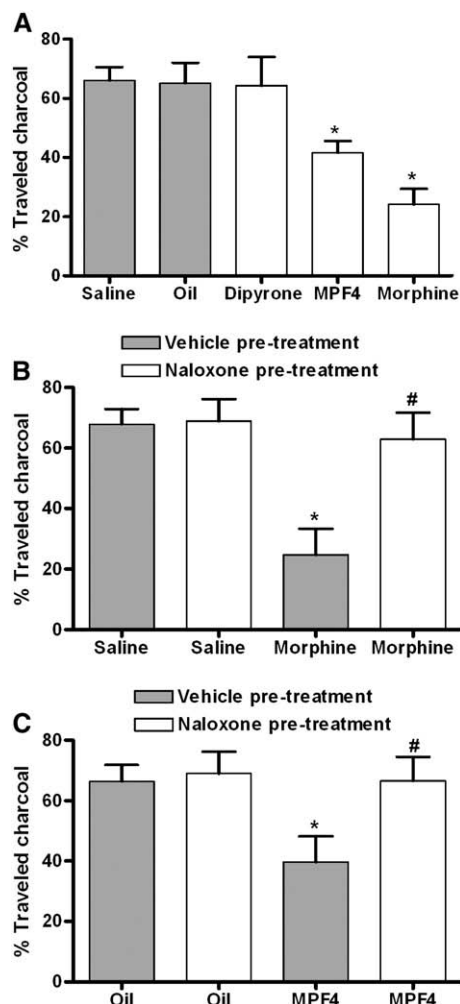 A
% Traveled charcoal
80
60
40
20
0
* *
Saline Oil Dipyrone MPF4 Morphine
Vehicle pre-treatment
Naloxone pre-treatment
B
% Traveled charcoal
80
60
40
20
0
* #
Saline Saline Morphine Morphine
Vehicle pre-treatment
Naloxone pre-treatment
C
% Traveled charcoal
80
60
40
20
0
* #
Oil Oil MPF4 MPF4